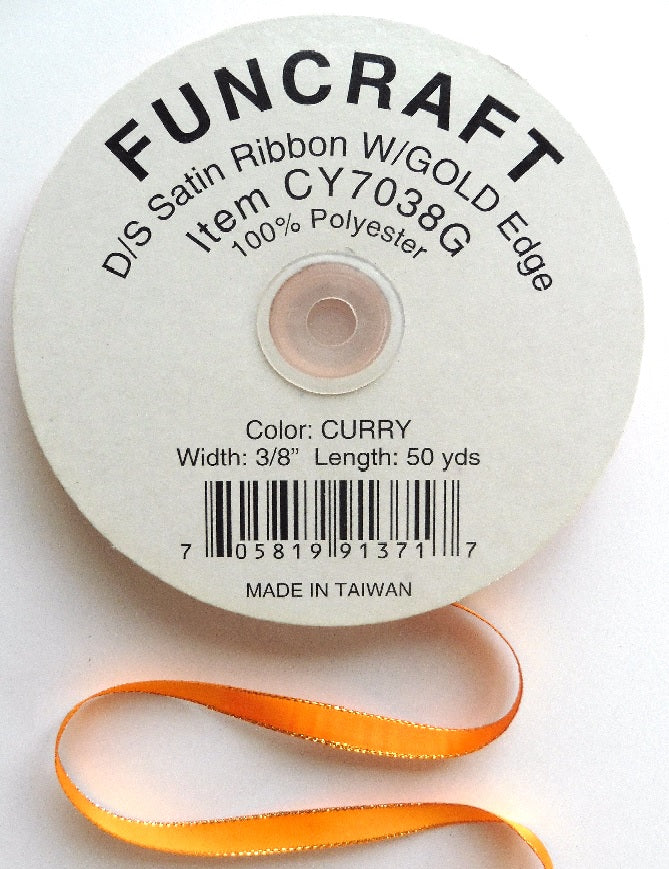 FUNCRAFT
D/S Satin Ribbon W/GOLD Edge
Item CY7038G
100% Polyester
Color: CURRY
Width: 3/8” Length: 50 yds
7 05819 91371 7
MADE IN TAIWAN